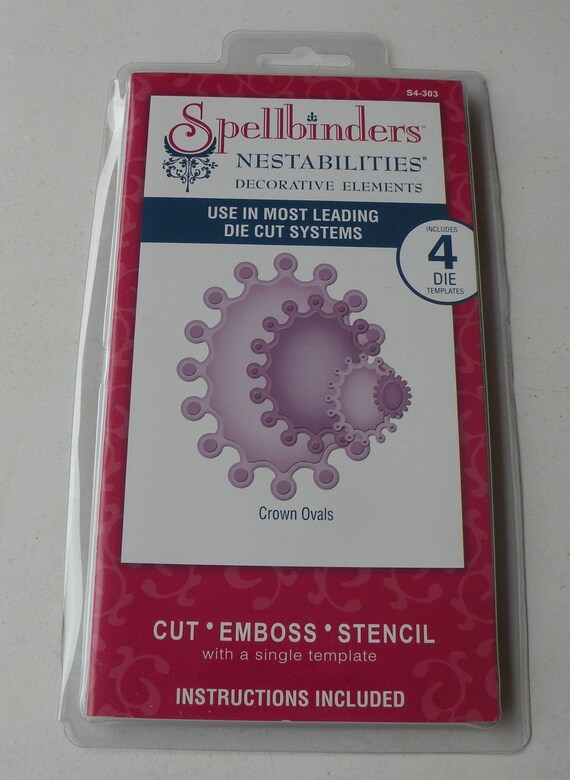 S4-303
Spellbinders™
NESTABILITIES®
DECORATIVE ELEMENTS
USE IN MOST LEADING
DIE CUT SYSTEMS
INCLUDES
4
DIE
TEMPLATES
Crown Ovals
CUT • EMBOSS • STENCIL
with a single template
INSTRUCTIONS INCLUDED